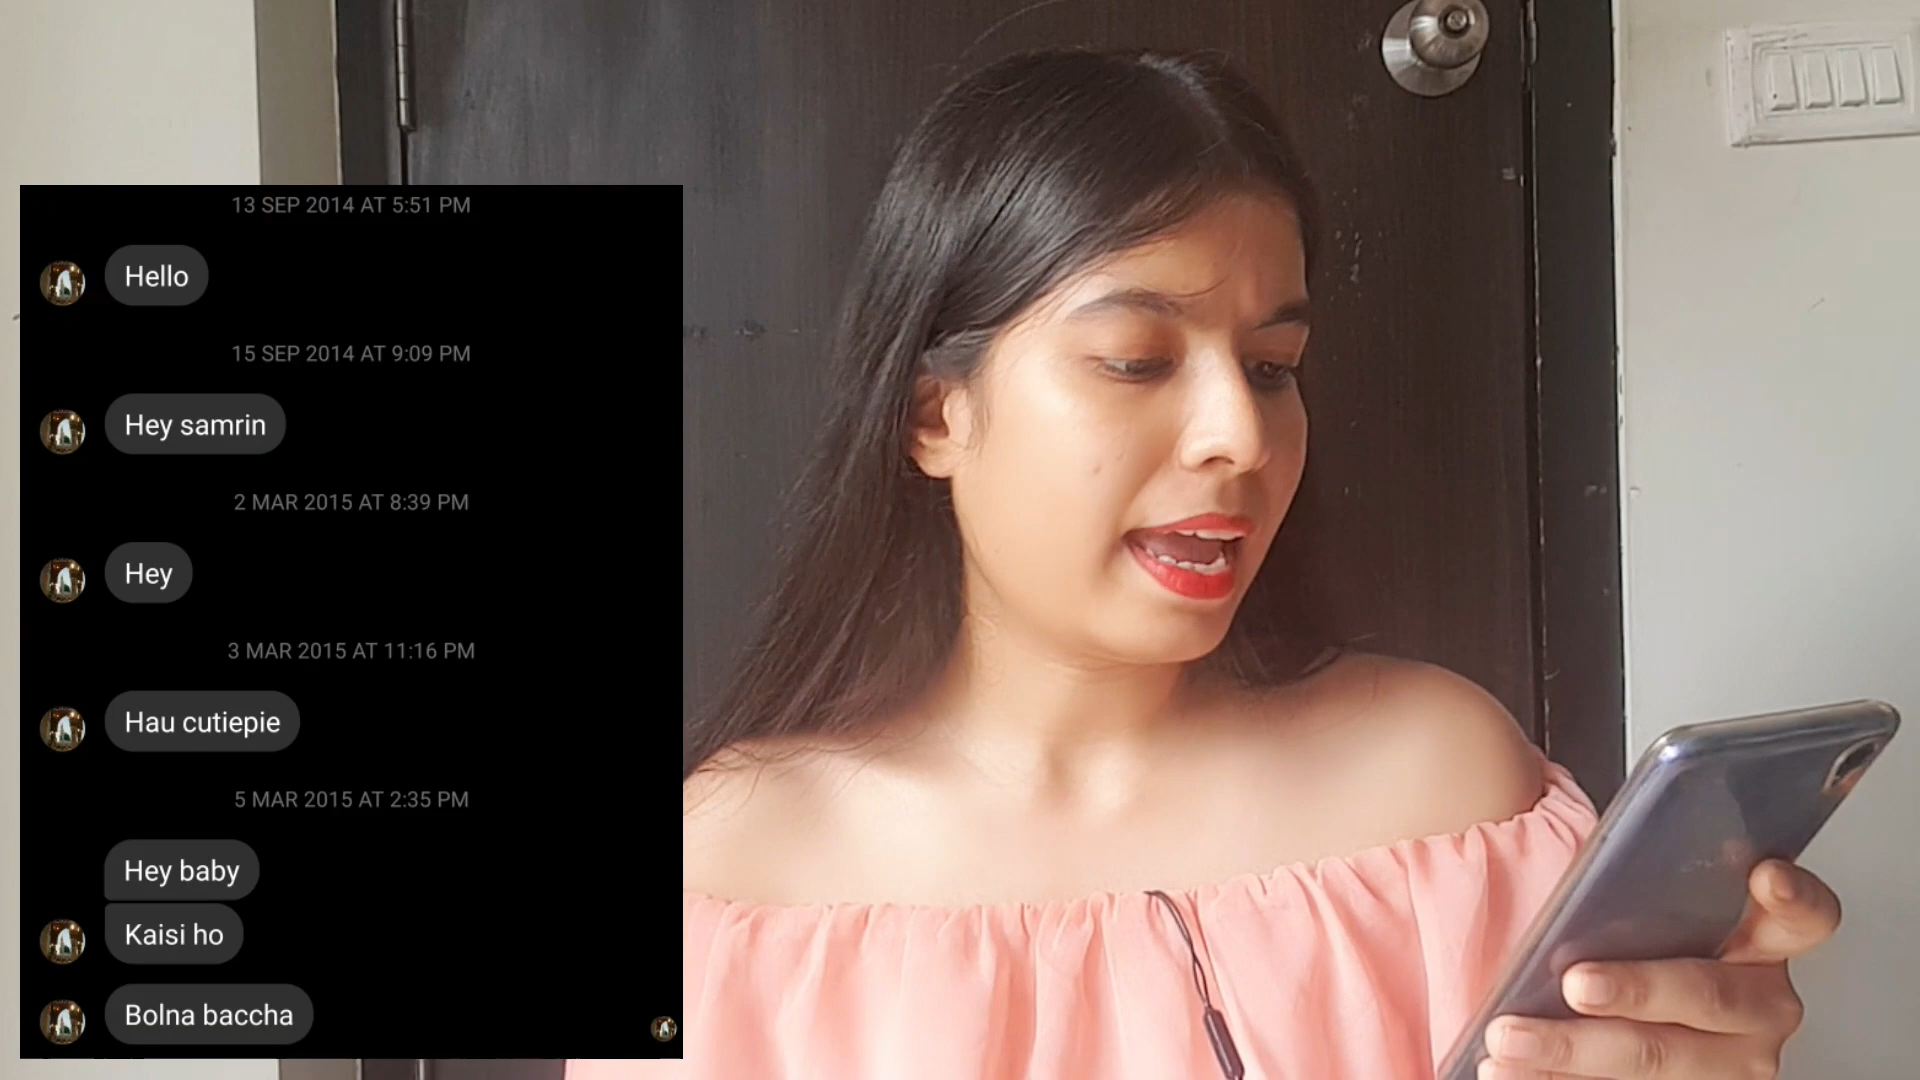 13 SEP 2014 AT 5:51 PM
Hello
15 SEP 2014 AT 9:09 PM
Hey samrin
2 MAR 2015 AT 8:39 PM
Hey
3 MAR 2015 AT 11:16 PM
Hau cutiepie
5 MAR 2015 AT 2:35 PM
Hey baby
Kaisi ho
Bolna baccha